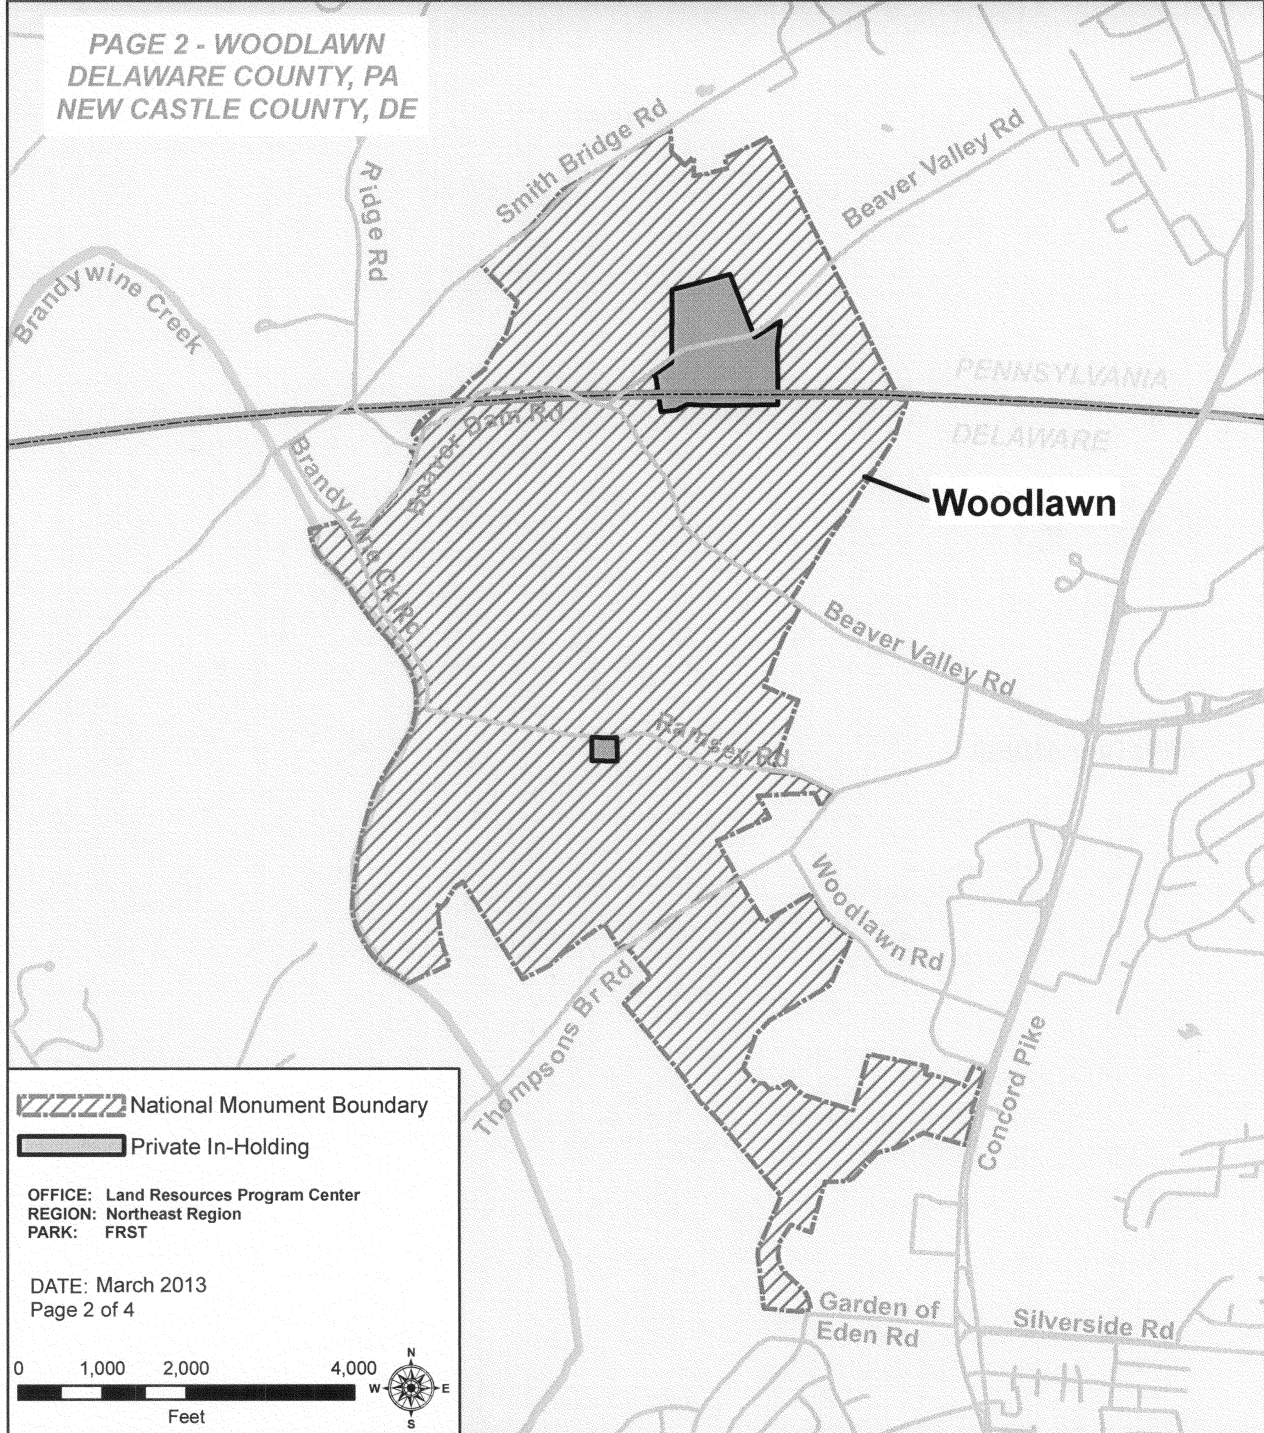 PAGE 2 - WOODLAWN
DELAWARE COUNTY, PA
NEW CASTLE COUNTY, DE
Smith Bridge Rd
Beaver Valley Rd
Ridge Rd
Brandywine Creek
PENNSYLVANIA
DELAWARE
Beaver Dam Rd
Brandywine Ck Rd
Woodlawn
Beaver Valley Rd
Ramsey Rd
Woodlawn Rd
Thompsons Br Rd
Concord Pike
Garden of
Eden Rd
Silverside Rd
National Monument Boundary
Private In-Holding
OFFICE: Land Resources Program Center
REGION: Northeast Region
PARK: FRST
DATE: March 2013
Page 2 of 4
0 1,000 2,000 4,000
Feet
N
W E
S